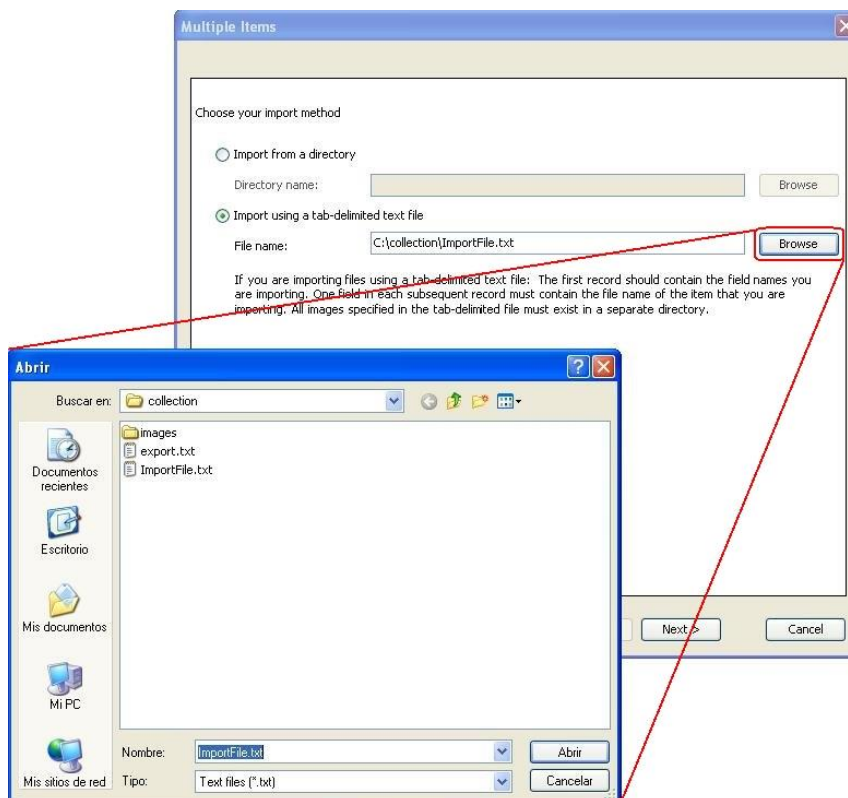 Multiple Items
Choose your import method
Import from a directory
Directory name:
Browse
Import using a tab-delimited text file
File name:
C:\collection\ImportFile.txt
Browse
If you are importing files using a tab-delimited text file: The first record should contain the field names you
are importing. One field in each subsequent record must contain the file name of the item that you are
importing. All images specified in the tab-delimited file must exist in a separate directory.
Next >
Cancel
Abrir
Buscar en:
collection
Documentos
recientes
Escritorio
Mis documentos
Mi PC
Mis sitios de red
images
export.txt
ImportFile.txt
Nombre:
ImportFile.txt
Abrir
Tipo:
Text files (*.txt)
Cancelar